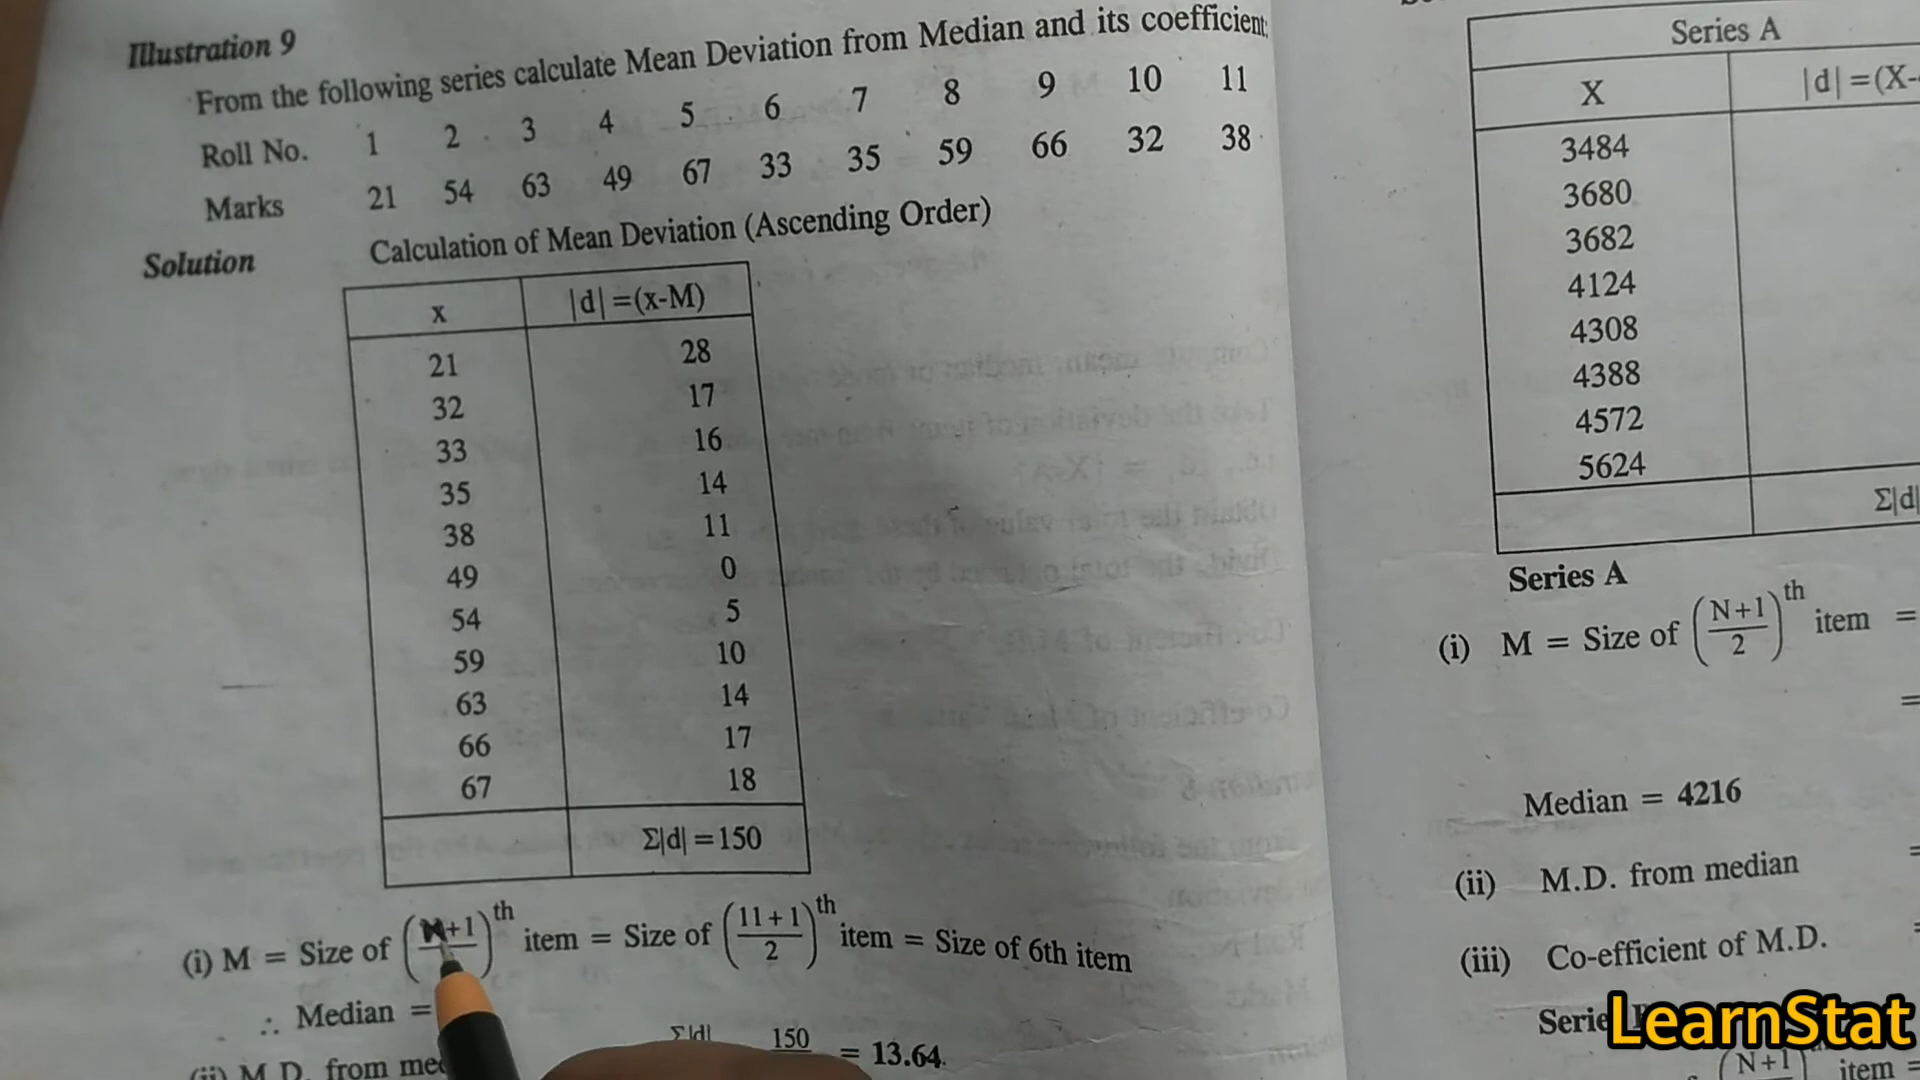 Illustration 9
From the following series calculate Mean Deviation from Median and its coefficient:
Roll No. 1 2 3 4 5 6 7 8 9 10 11
Marks 21 54 63 49 67 33 35 59 66 32 38
Solution Calculation of Mean Deviation (Ascending Order)
x |d| =(x-M)
21 28
32 17
33 16
35 14
38 11
49 0
54 5
59 10
63 14
66 17
67 18
Σ|d| =150
(i) M = Size of (N+1/2)th item = Size of (11+1/2)th item = Size of 6th item
∴ Median =
(ii) M.D. from
Σ|d| 150 = 13.64
Series A
X |d| =(X-
3484
3680
3682
4124
4308
4388
4572
5624
Σ|d|
Series A
(i) M = Size of (N+1/2)th item =
=
Median = 4216
(ii) M.D. from median =
(iii) Co-efficient of M.D. =
LearnStat
(N+1 item =